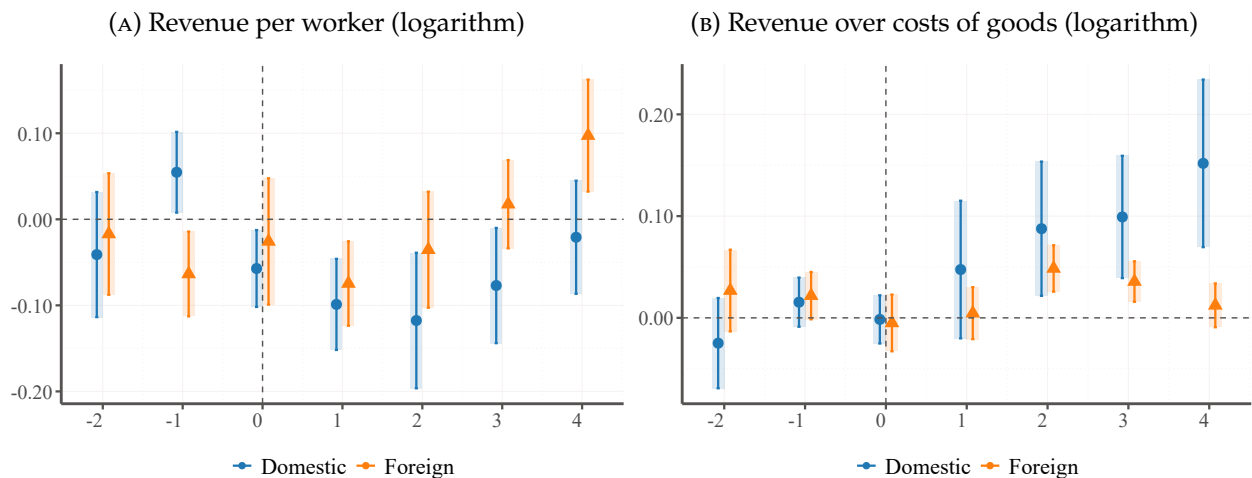 (A) Revenue per worker (logarithm)
0.10
0.00
-0.10
-0.20
-2 -1 0 1 2 3 4
Domestic Foreign
(B) Revenue over costs of goods (logarithm)
0.20
0.10
0.00
-2 -1 0 1 2 3 4
Domestic Foreign